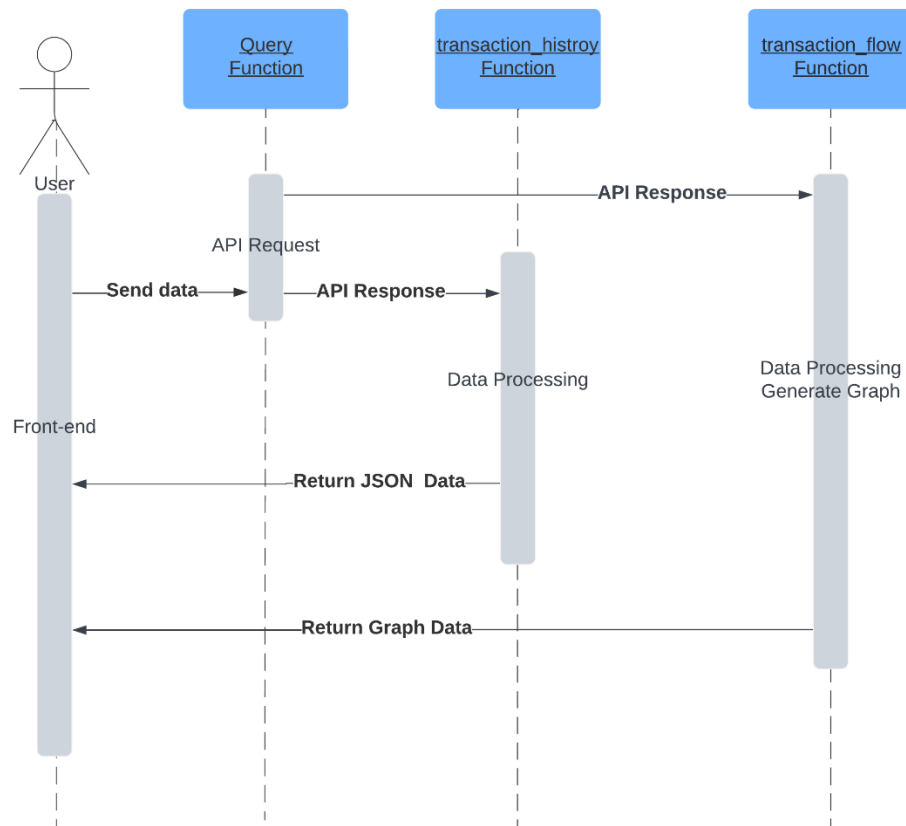 Query
Function
transaction_histroy
Function
transaction_flow
Function
User
API Response
API Request
Send data
API Response
Data Processing
Data Processing
Generate Graph
Front-end
Return JSON  Data
Return Graph Data